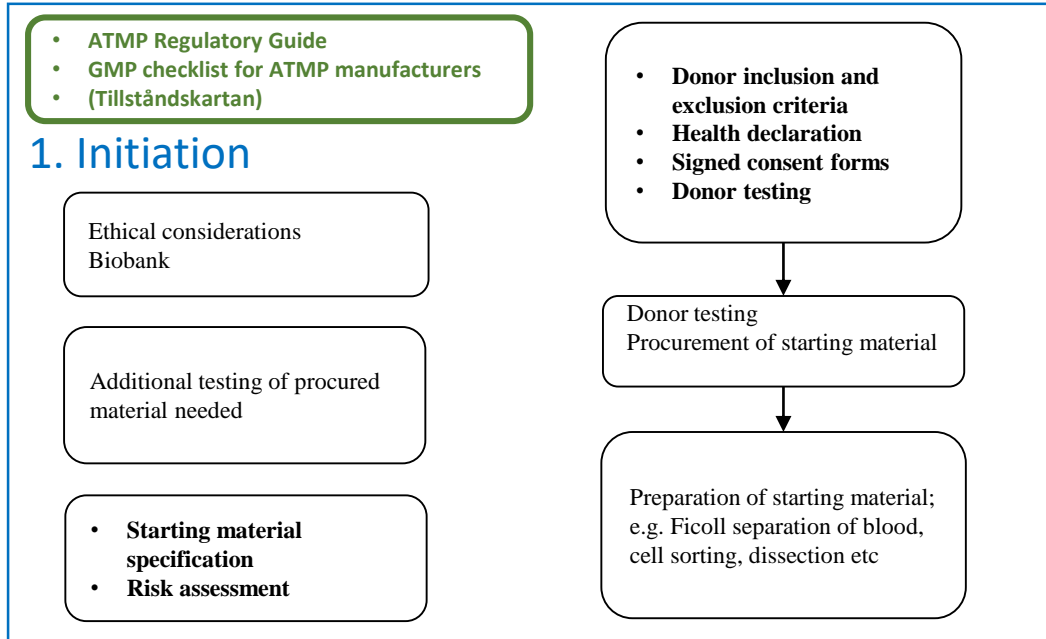 • ATMP Regulatory Guide
• GMP checklist for ATMP manufacturers
• (Tillståndskartan)
1. Initiation
Ethical considerations
Biobank
Additional testing of procured
material needed
• Starting material
specification
• Risk assessment
• Donor inclusion and
exclusion criteria
• Health declaration
• Signed consent forms
• Donor testing
Donor testing
Procurement of starting material
Preparation of starting material;
e.g. Ficoll separation of blood,
cell sorting, dissection etc